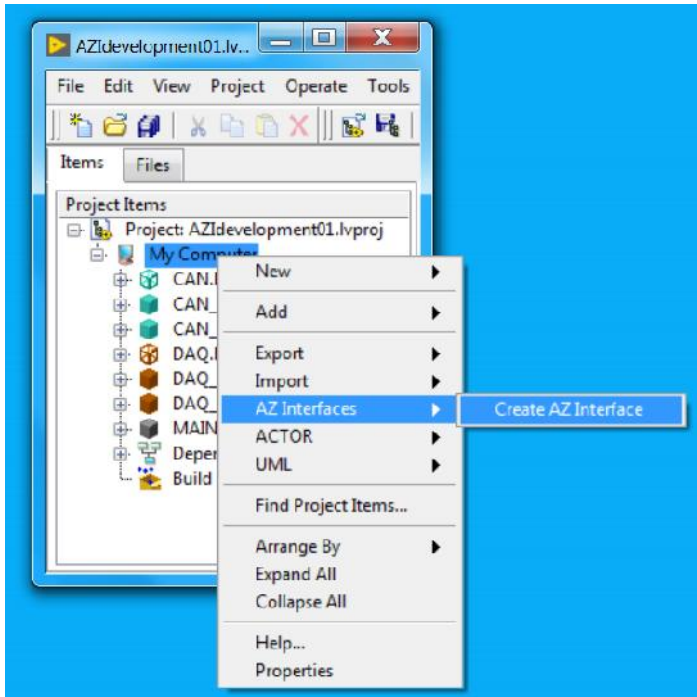 AZIdevelopment01.lv..
File Edit View Project Operate Tools
Items Files
Project Items
Project: AZIdevelopment01.lvproj
My Computer
CAN.
CAN_
CAN_
DAQ.
DAQ_
DAQ_
MAIN
Deper
Build
New
Add
Export
Import
AZ Interfaces
Create AZ Interface
ACTOR
UML
Find Project Items...
Arrange By
Expand All
Collapse All
Help...
Properties